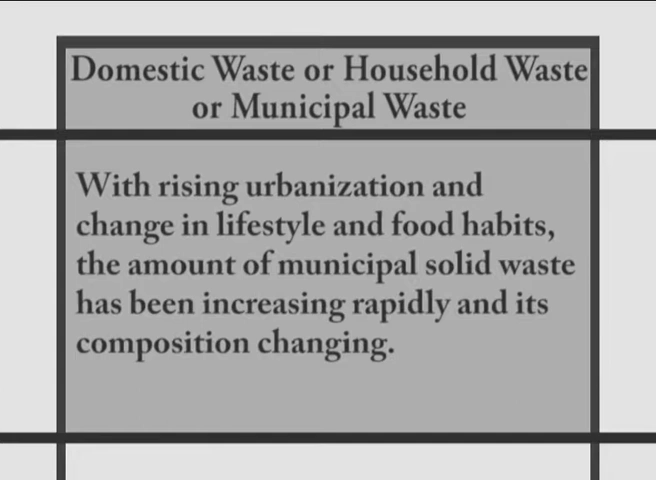 Domestic Waste or Household Waste
or Municipal Waste
With rising urbanization and
change in lifestyle and food habits,
the amount of municipal solid waste
has been increasing rapidly and its
composition changing.